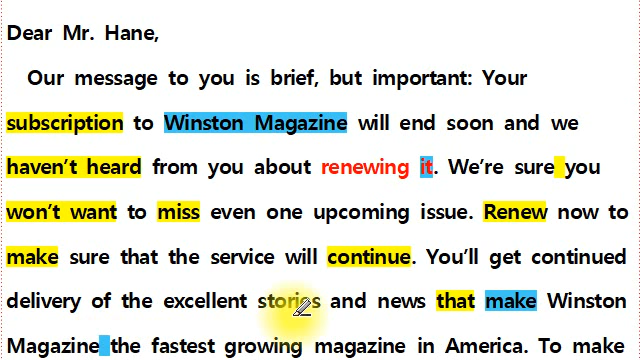 Dear Mr. Hane,
Our message to you is brief, but important: Your
subscription to Winston Magazine will end soon and we
haven't heard from you about renewing it. We're sure you
won't want to miss even one upcoming issue. Renew now to
make sure that the service will continue. You'll get continued
delivery of the excellent stories and news that make Winston
Magazine the fastest growing magazine in America. To make